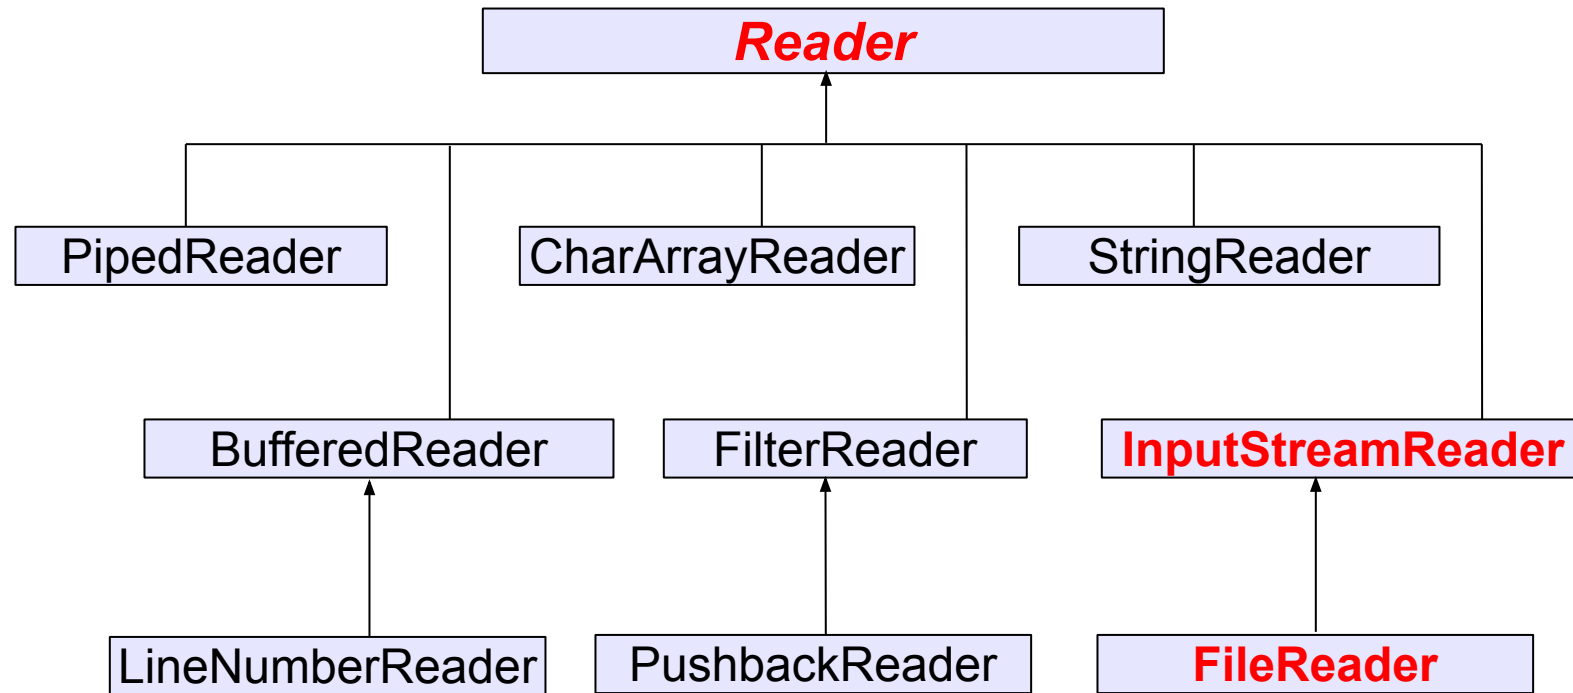 Reader
PipedReader
CharArrayReader
StringReader
BufferedReader
FilterReader
InputStreamReader
LineNumberReader
PushbackReader
FileReader